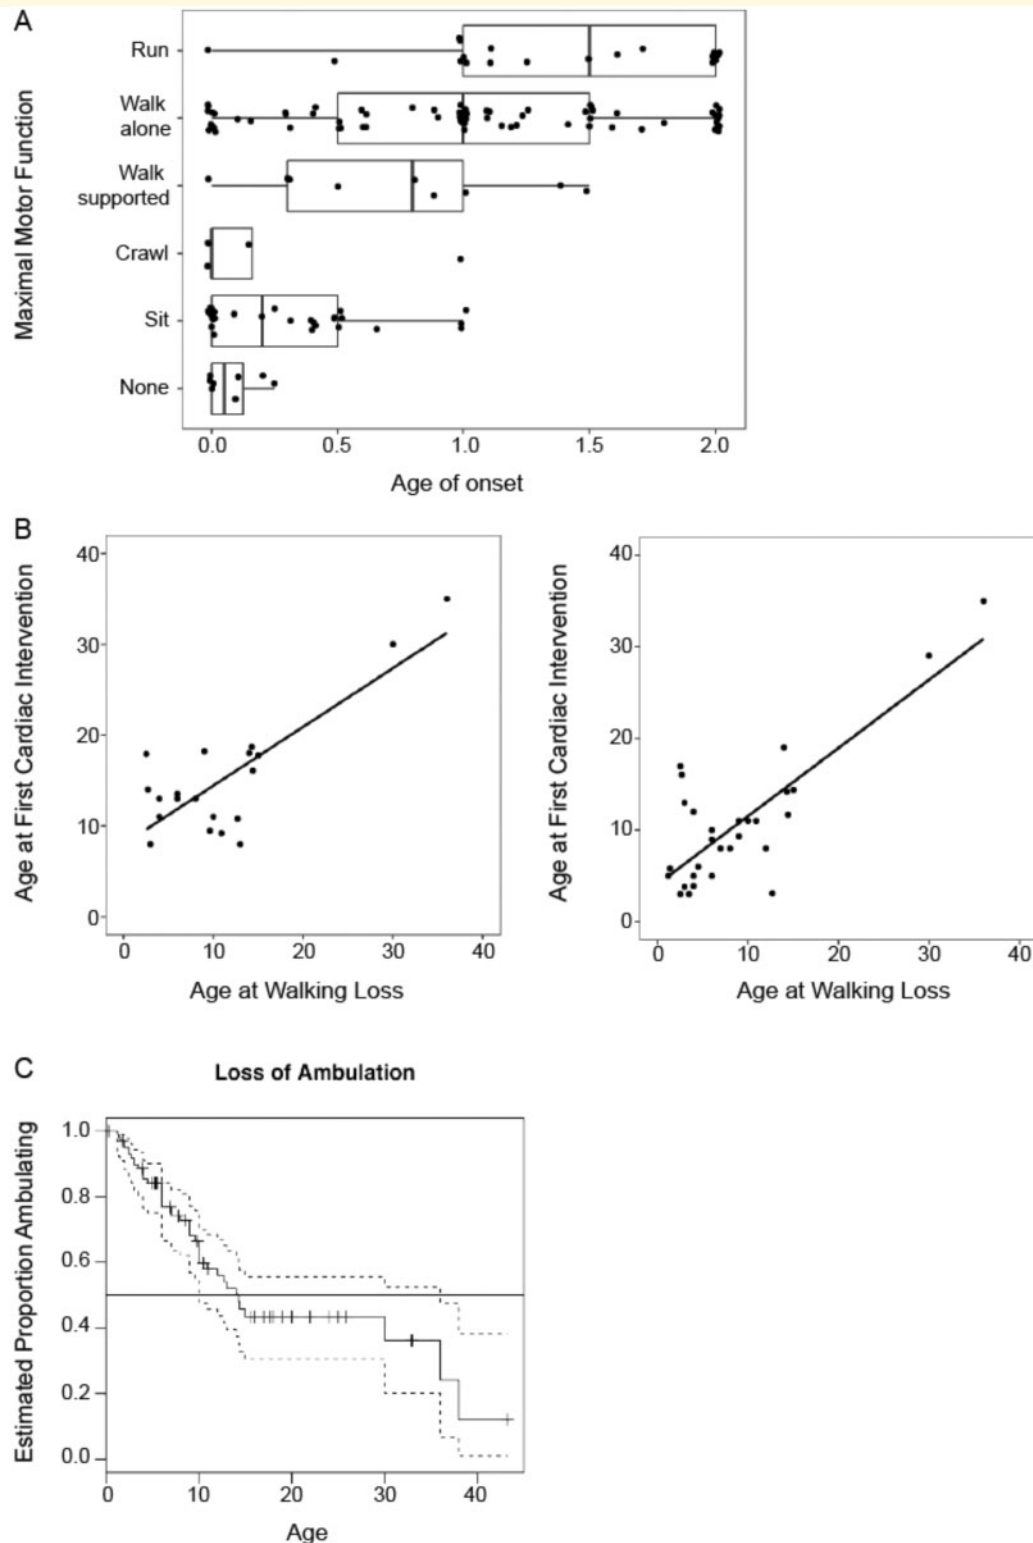 A
Maximal Motor Function
Run
Walk
alone
Walk
supported
Crawl
Sit
None
0.0 0.5 1.0 1.5 2.0
Age of onset
B
Age at First Cardiac Intervention
40
30
20
10
0
0 10 20 30 40
Age at Walking Loss
Age at First Cardiac Intervention
40
30
20
10
0
0 10 20 30 40
Age at Walking Loss
C
Loss of Ambulation
Estimated Proportion Ambulating
1.0
0.8
0.6
0.4
0.2
0.0
0 10 20 30 40
Age